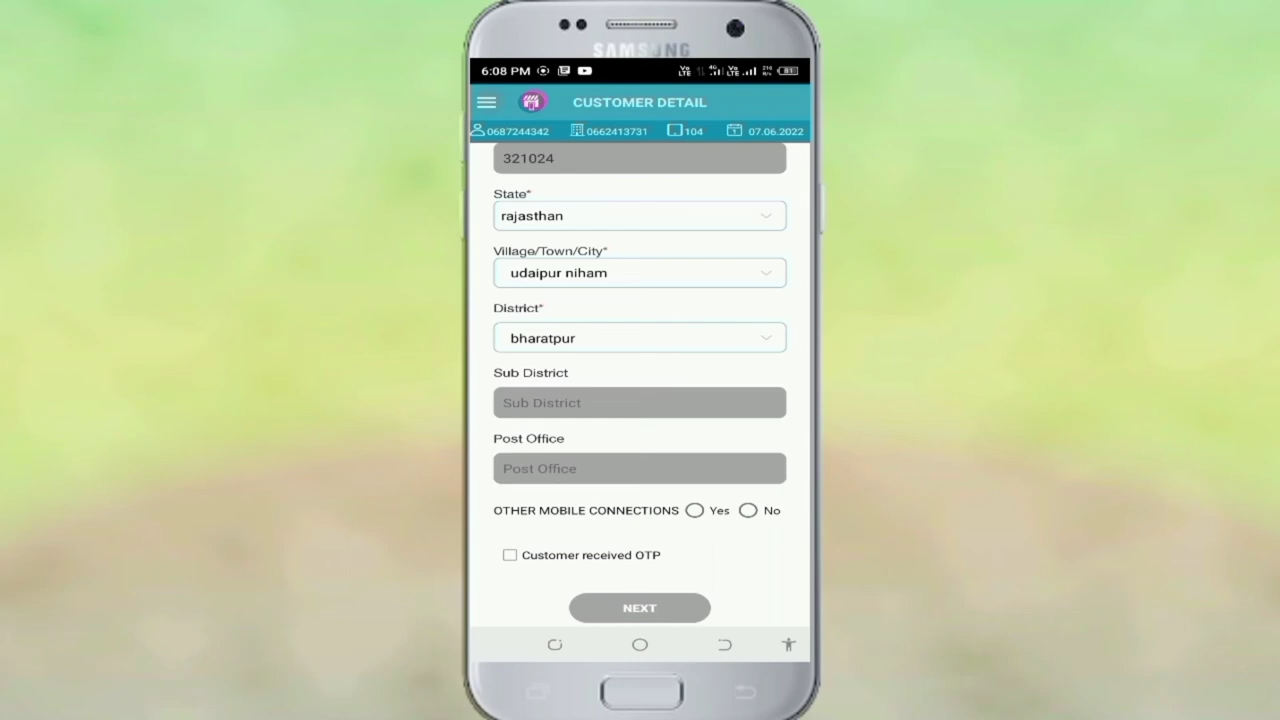 SAMSUNG
6:08 PM
CUSTOMER DETAIL
0687244342 0662413731 104 07.06.2022
321024
State*
rajasthan
Village/Town/City*
udaipur niham
District*
bharatpur
Sub District
Sub District
Post Office
Post Office
OTHER MOBILE CONNECTIONS Yes No
Customer received OTP
NEXT